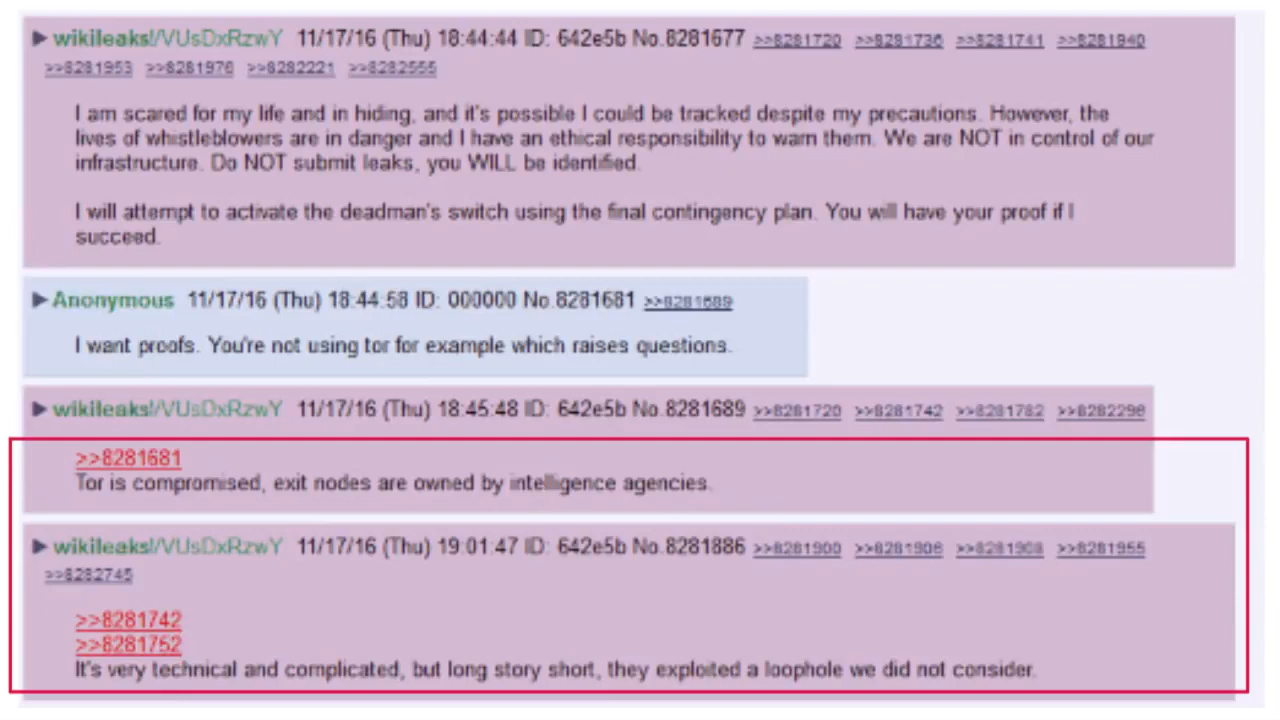 ▶ wikileaks!/VUsDxRzwY 11/17/16 (Thu) 18:44:44 ID: 642e5b No.8281677 >>8281720 >>8281736 >>8281741 >>8281940
>>8281953 >>8281976 >>8282221 >>8282555
I am scared for my life and in hiding, and it's possible I could be tracked despite my precautions. However, the
lives of whistleblowers are in danger and I have an ethical responsibility to warn them. We are NOT in control of our
infrastructure. Do NOT submit leaks, you WILL be identified.
I will attempt to activate the deadman's switch using the final contingency plan. You will have your proof if I
succeed.
▶ Anonymous 11/17/16 (Thu) 18:44:58 ID: 000000 No.8281681 >>8281689
I want proofs. You're not using tor for example which raises questions.
▶ wikileaks!/VUsDxRzwY 11/17/16 (Thu) 18:45:48 ID: 642e5b No.8281689 >>8281720 >>8281742 >>8281782 >>8282298
>>8281681
Tor is compromised, exit nodes are owned by intelligence agencies.
▶ wikileaks!/VUsDxRzwY 11/17/16 (Thu) 19:01:47 ID: 642e5b No.8281886 >>8281900 >>8281906 >>8281908 >>8281955
>>8282745
>>8281742
>>8281752
It's very technical and complicated, but long story short, they exploited a loophole we did not consider.